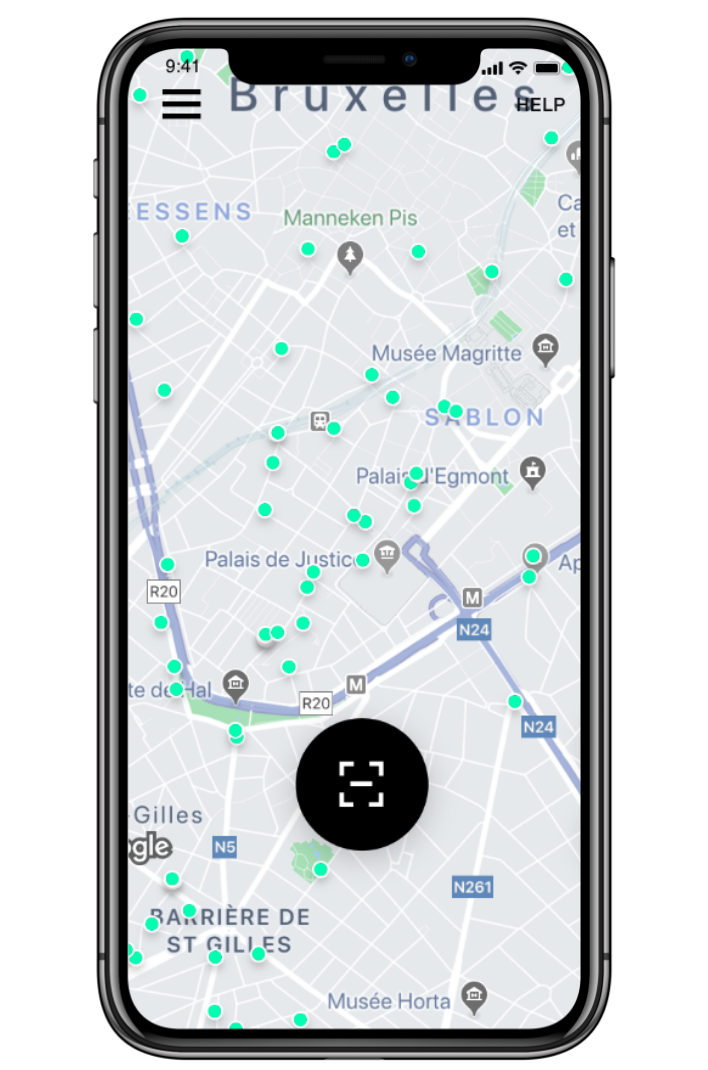 9:41
Bruxelles
HELP
ESSENS
Manneken Pis
Ca
et
Musée Magritte
SABLON
Palais d'Egmont
Palais de Justice
Ap
R20
M
N24
te de Hal
M
R20
N24
-Gilles
gle
N5
N261
BARRIÈRE DE
ST GILLES
Musée Horta